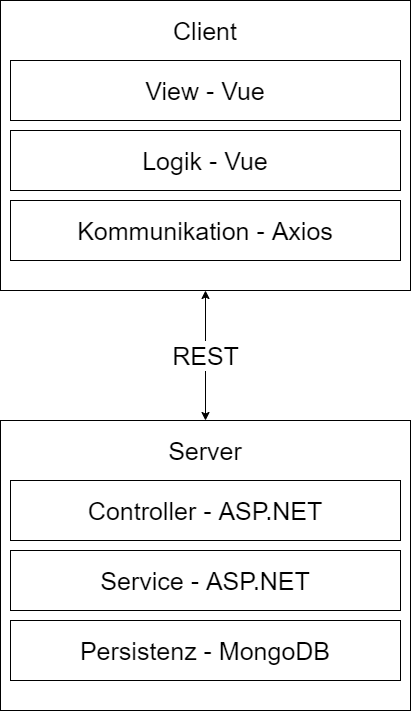 Client
View - Vue
Logik - Vue
Kommunikation - Axios
REST
Server
Controller - ASP.NET
Service - ASP.NET
Persistenz - MongoDB